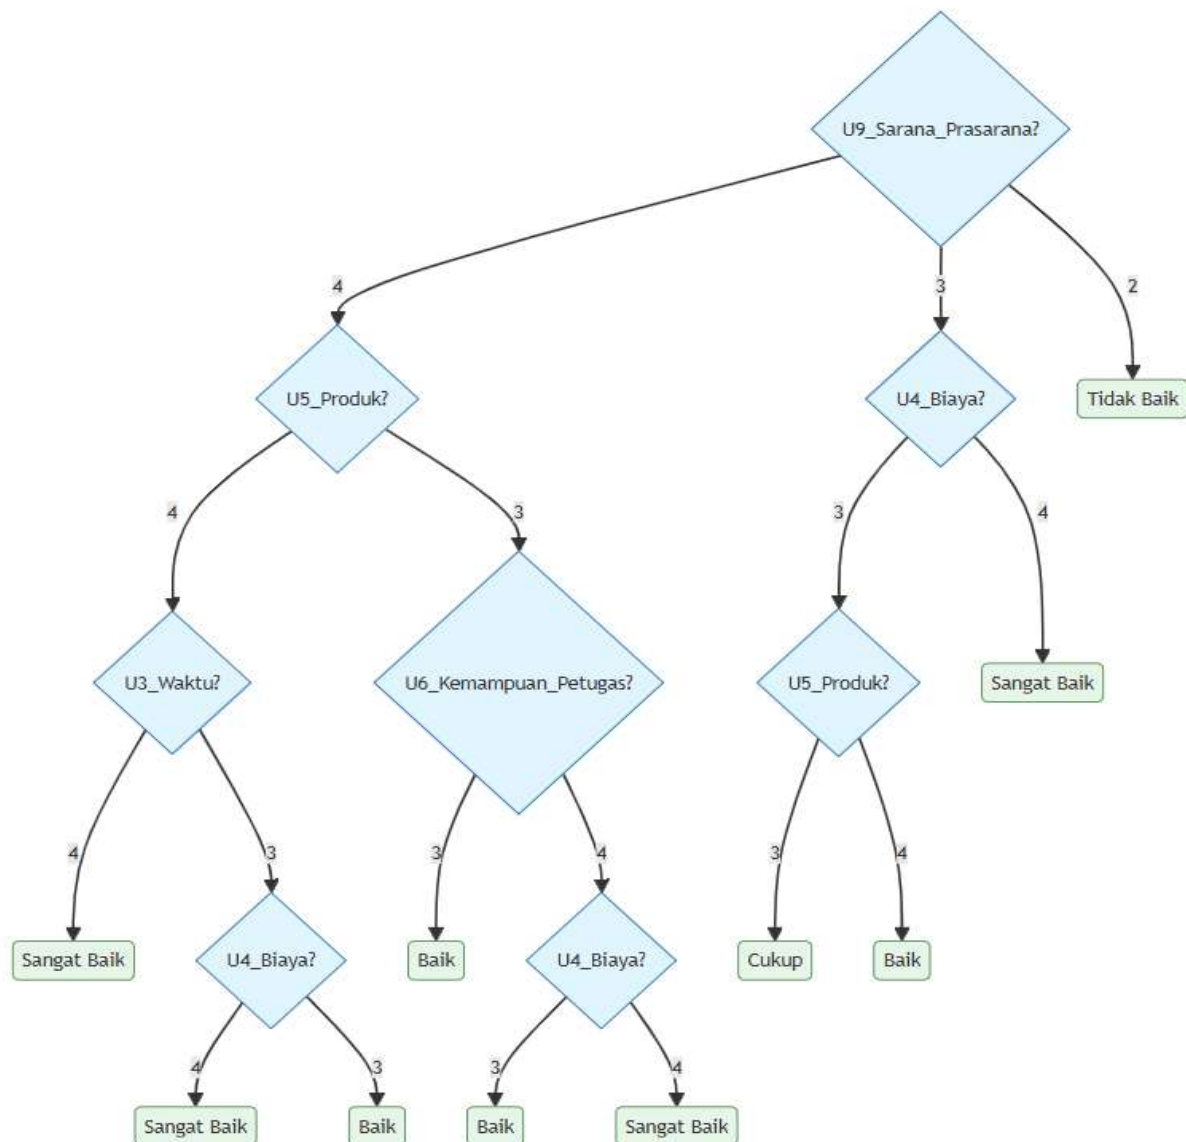 U9_Sarana_Prasarana?
4
3
2
U5_Produk?
U4_Biaya?
Tidak Baik
4
3
3
4
U3_Waktu?
U6_Kemampuan_Petugas?
U5_Produk?
Sangat Baik
4
3
3
4
3
4
Sangat Baik
U4_Biaya?
Baik
U4_Biaya?
Cukup
Baik
4
3
3
4
Sangat Baik
Baik
Baik
Sangat Baik